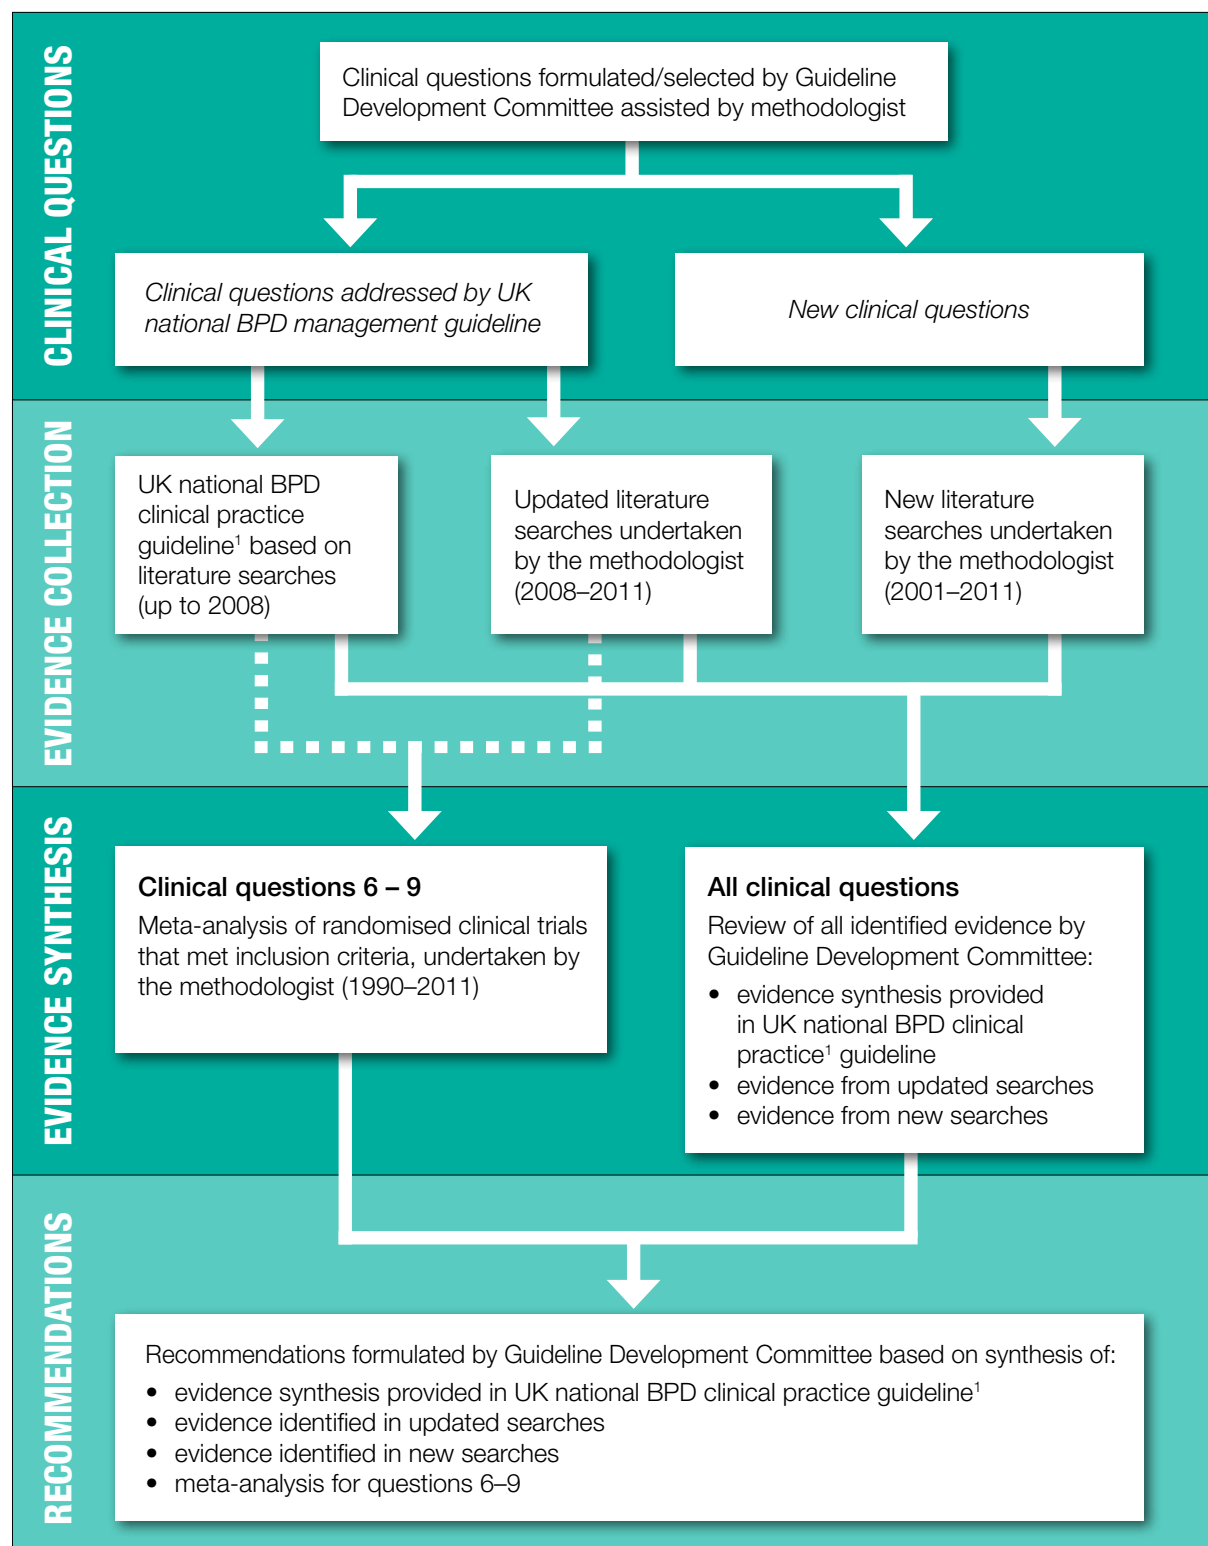 CLINICAL QUESTIONS
Clinical questions formulated/selected by Guideline
Development Committee assisted by methodologist
Clinical questions addressed by UK
national BPD management guideline
New clinical questions
EVIDENCE COLLECTION
UK national BPD
clinical practice
guideline¹ based on
literature searches
(up to 2008)
Updated literature
searches undertaken
by the methodologist
(2008–2011)
New literature
searches undertaken
by the methodologist
(2001–2011)
EVIDENCE SYNTHESIS
Clinical questions 6 – 9
Meta-analysis of randomised clinical trials
that met inclusion criteria, undertaken by
the methodologist (1990–2011)
All clinical questions
Review of all identified evidence by
Guideline Development Committee:
• evidence synthesis provided
in UK national BPD clinical
practice¹ guideline
• evidence from updated searches
• evidence from new searches
RECOMMENDATIONS
Recommendations formulated by Guideline Development Committee based on synthesis of:
• evidence synthesis provided in UK national BPD clinical practice guideline¹
• evidence identified in updated searches
• evidence identified in new searches
• meta-analysis for questions 6–9